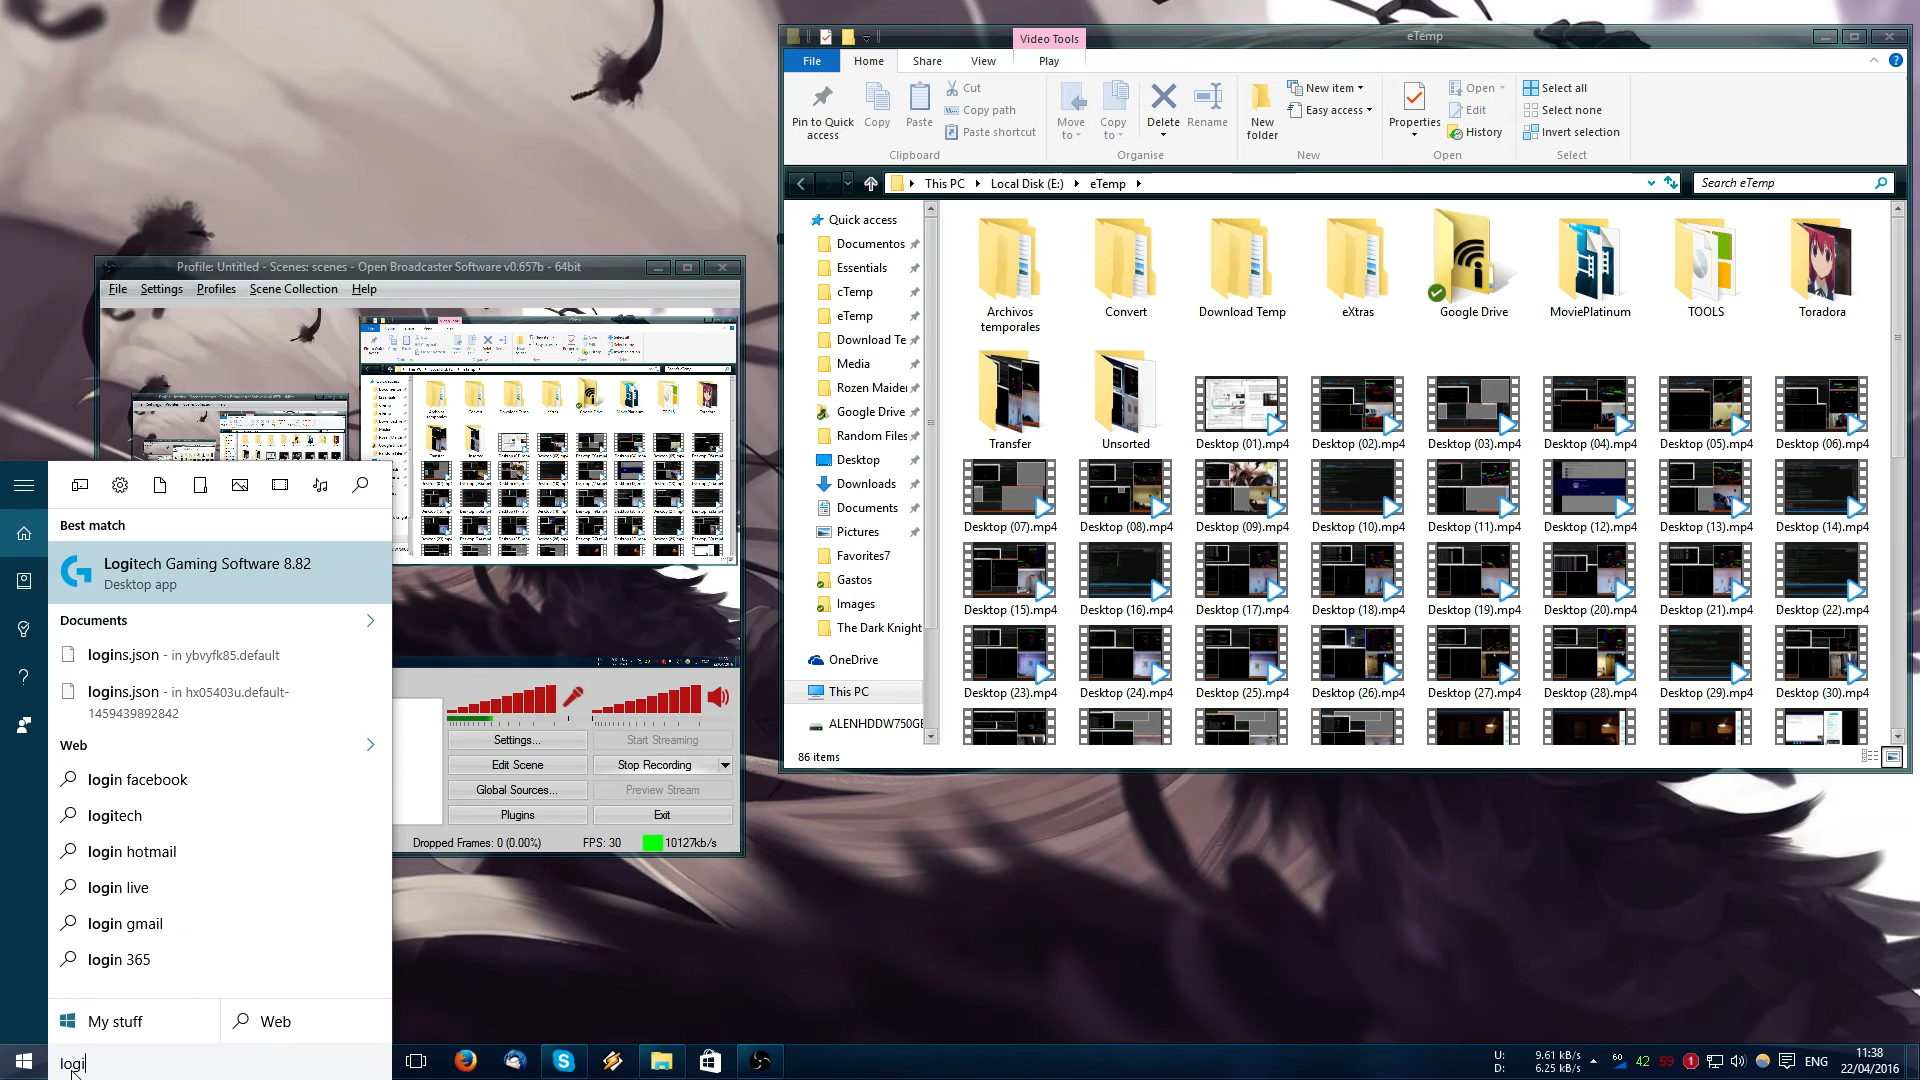 Video Tools
eTemp
File
Home
Share
View
Play
Pin to Quick access
Copy
Paste
Cut
Copy path
Paste shortcut
Move to
Copy to
Delete
Rename
New folder
New item
Easy access
Properties
Open
Edit
History
Select all
Select none
Invert selection
Clipboard
Organise
New
Open
Select
This PC
Local Disk (E:)
eTemp
Search eTemp
Quick access
Documentos
Essentials
cTemp
eTemp
Download Te
Media
Rozen Maide
Google Drive
Random Files
Desktop
Downloads
Documents
Pictures
Favorites7
Gastos
Images
The Dark Knight
OneDrive
This PC
ALENHDDW750GE
Archivos temporales
Convert
Download Temp
eXtras
Google Drive
MoviePlatinum
TOOLS
Toradora
Transfer
Unsorted
Desktop (01).mp4
Desktop (02).mp4
Desktop (03).mp4
Desktop (04).mp4
Desktop (05).mp4
Desktop (06).mp4
Desktop (07).mp4
Desktop (08).mp4
Desktop (09).mp4
Desktop (10).mp4
Desktop (11).mp4
Desktop (12).mp4
Desktop (13).mp4
Desktop (14).mp4
Desktop (15).mp4
Desktop (16).mp4
Desktop (17).mp4
Desktop (18).mp4
Desktop (19).mp4
Desktop (20).mp4
Desktop (21).mp4
Desktop (22).mp4
Desktop (23).mp4
Desktop (24).mp4
Desktop (25).mp4
Desktop (26).mp4
Desktop (27).mp4
Desktop (28).mp4
Desktop (29).mp4
Desktop (30).mp4
86 items
Profile: Untitled - Scenes: scenes - Open Broadcaster Software v0.657b - 64bit
File
Settings
Profiles
Scene Collection
Help
Settings...
Start Streaming
Edit Scene
Stop Recording
Global Sources...
Preview Stream
Plugins
Exit
Dropped Frames: 0 (0.00%)
FPS: 30
10127kb/s
Best match
Logitech Gaming Software 8.82
Desktop app
Documents
logins.json - in ybvyfk85.default
logins.json - in hx05403u.default-
1459439892842
Web
login facebook
logitech
login hotmail
login live
login gmail
login 365
My stuff
Web
logi
U: 9.61 kB/s
D: 6.25 kB/s
60
42
59
1
ENG
11:38
22/04/2016